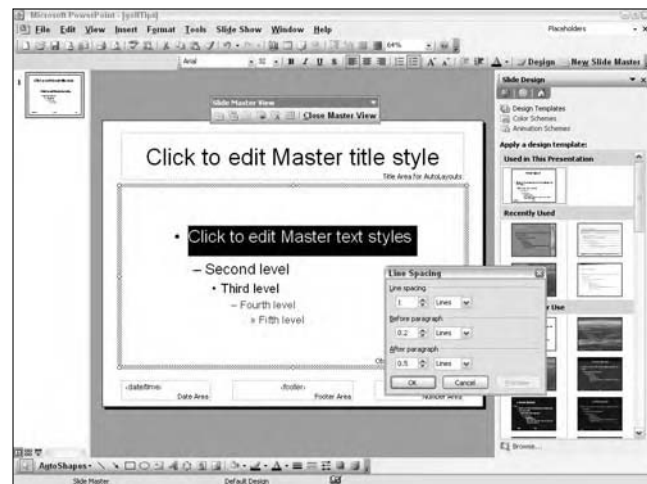 Microsoft PowerPoint - [golfTips]
File Edit View Insert Format Tools Slide Show Window Help
Placeholders
64%
Arial
32
B I U S
Design
New Slide Master
1
Slide Master View
Close Master View
Slide Design
Design Templates
Color Schemes
Animation Schemes
Apply a design template:
Used in This Presentation
Recently Used
Use
Click to edit Master title style
Title Area for AutoLayouts
• Click to edit Master text styles
– Second level
• Third level
– Fourth level
» Fifth level
Line Spacing
Line spacing
1 Lines
Before paragraph
0.2 Lines
After paragraph
0.5 Lines
OK Cancel Preview
<date/time>
Date Area
<footer>
Footer Area
Number Area
Browse...
AutoShapes
Slide Master
Default Design